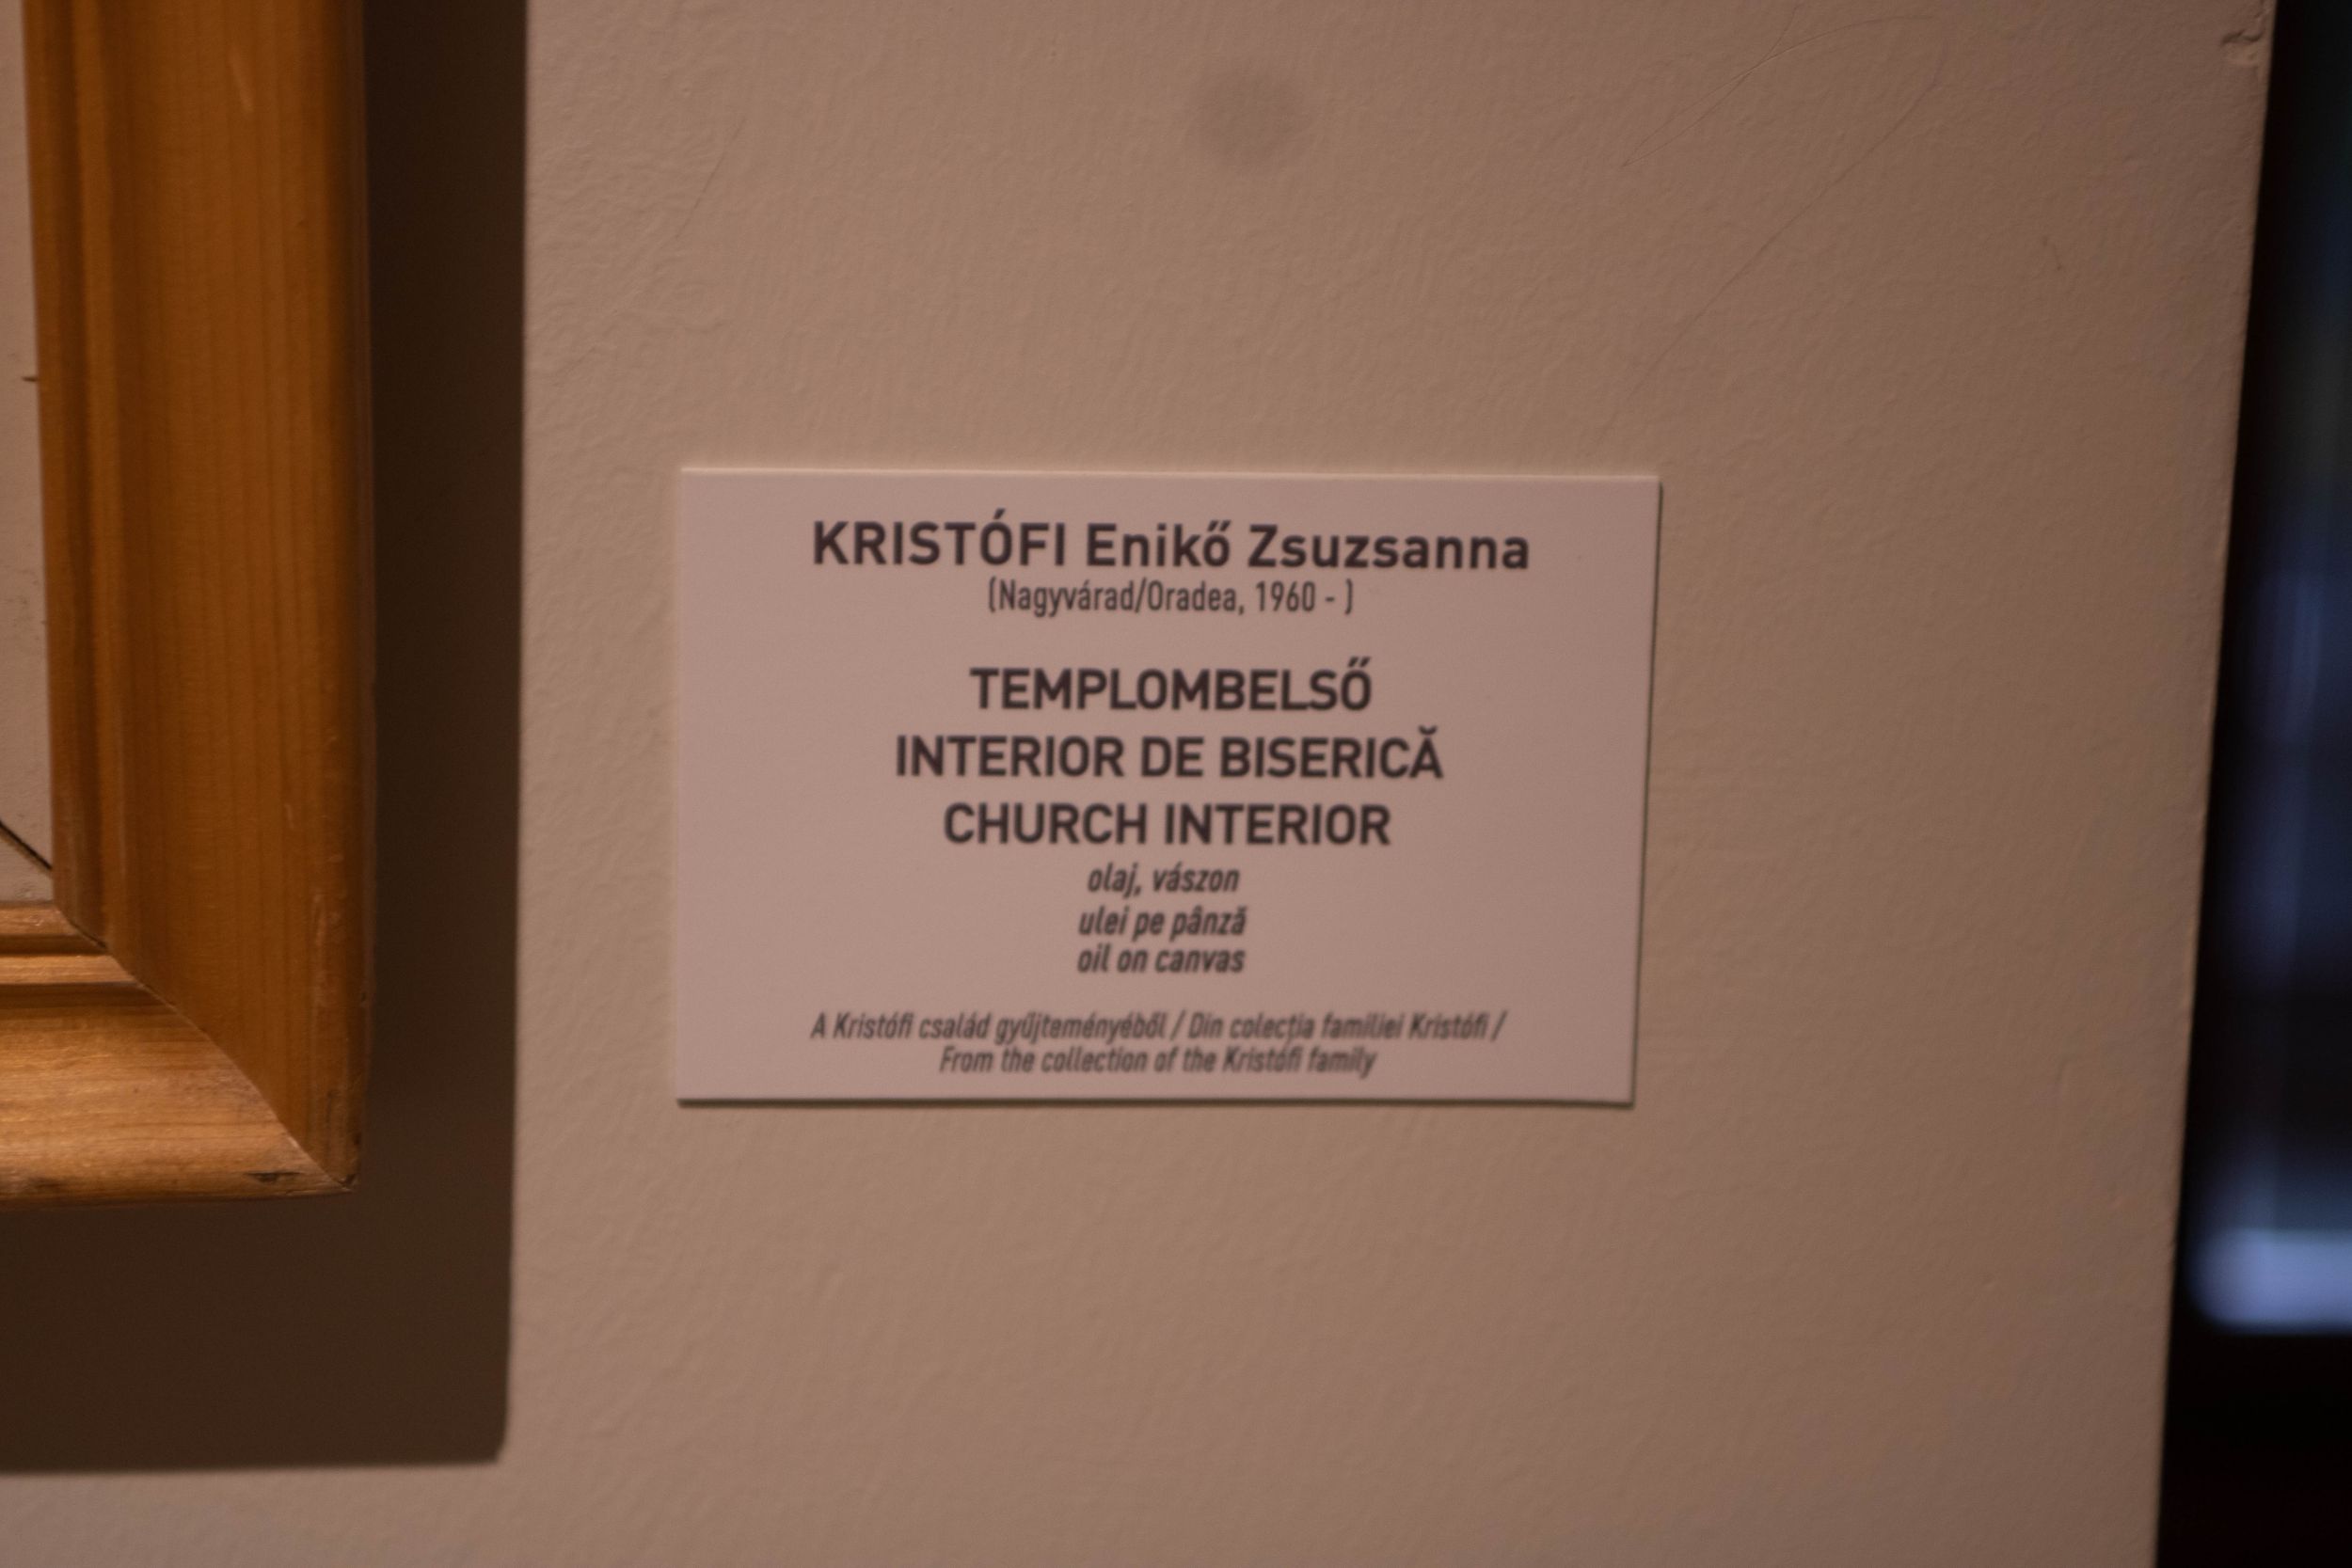 KRISTÓFI Enikő Zsuzsanna
(Nagyvárad/Oradea, 1960 - )
TEMPLOMBELSŐ
INTERIOR DE BISERICĂ
CHURCH INTERIOR
olaj, vászon
ulei pe pânză
oil on canvas
A Kristófi család gyűjteményéből / Din colecția familiei Kristófi /
From the collection of the Kristófi family